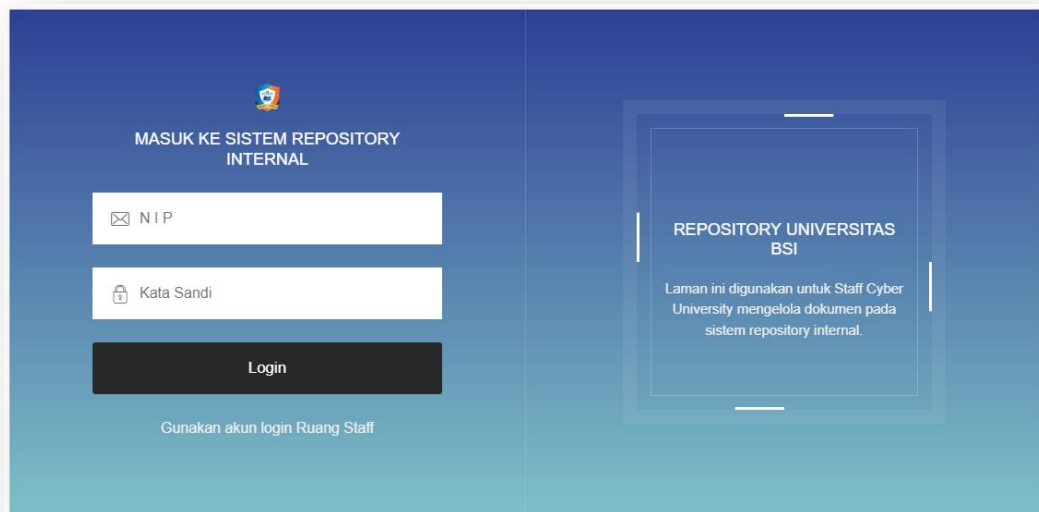 MASUK KE SISTEM REPOSITORY
INTERNAL
N I P
Kata Sandi
Login
Gunakan akun login Ruang Staff
REPOSITORY UNIVERSITAS
BSI
Laman ini digunakan untuk Staff Cyber
University mengelola dokumen pada
sistem repository internal.